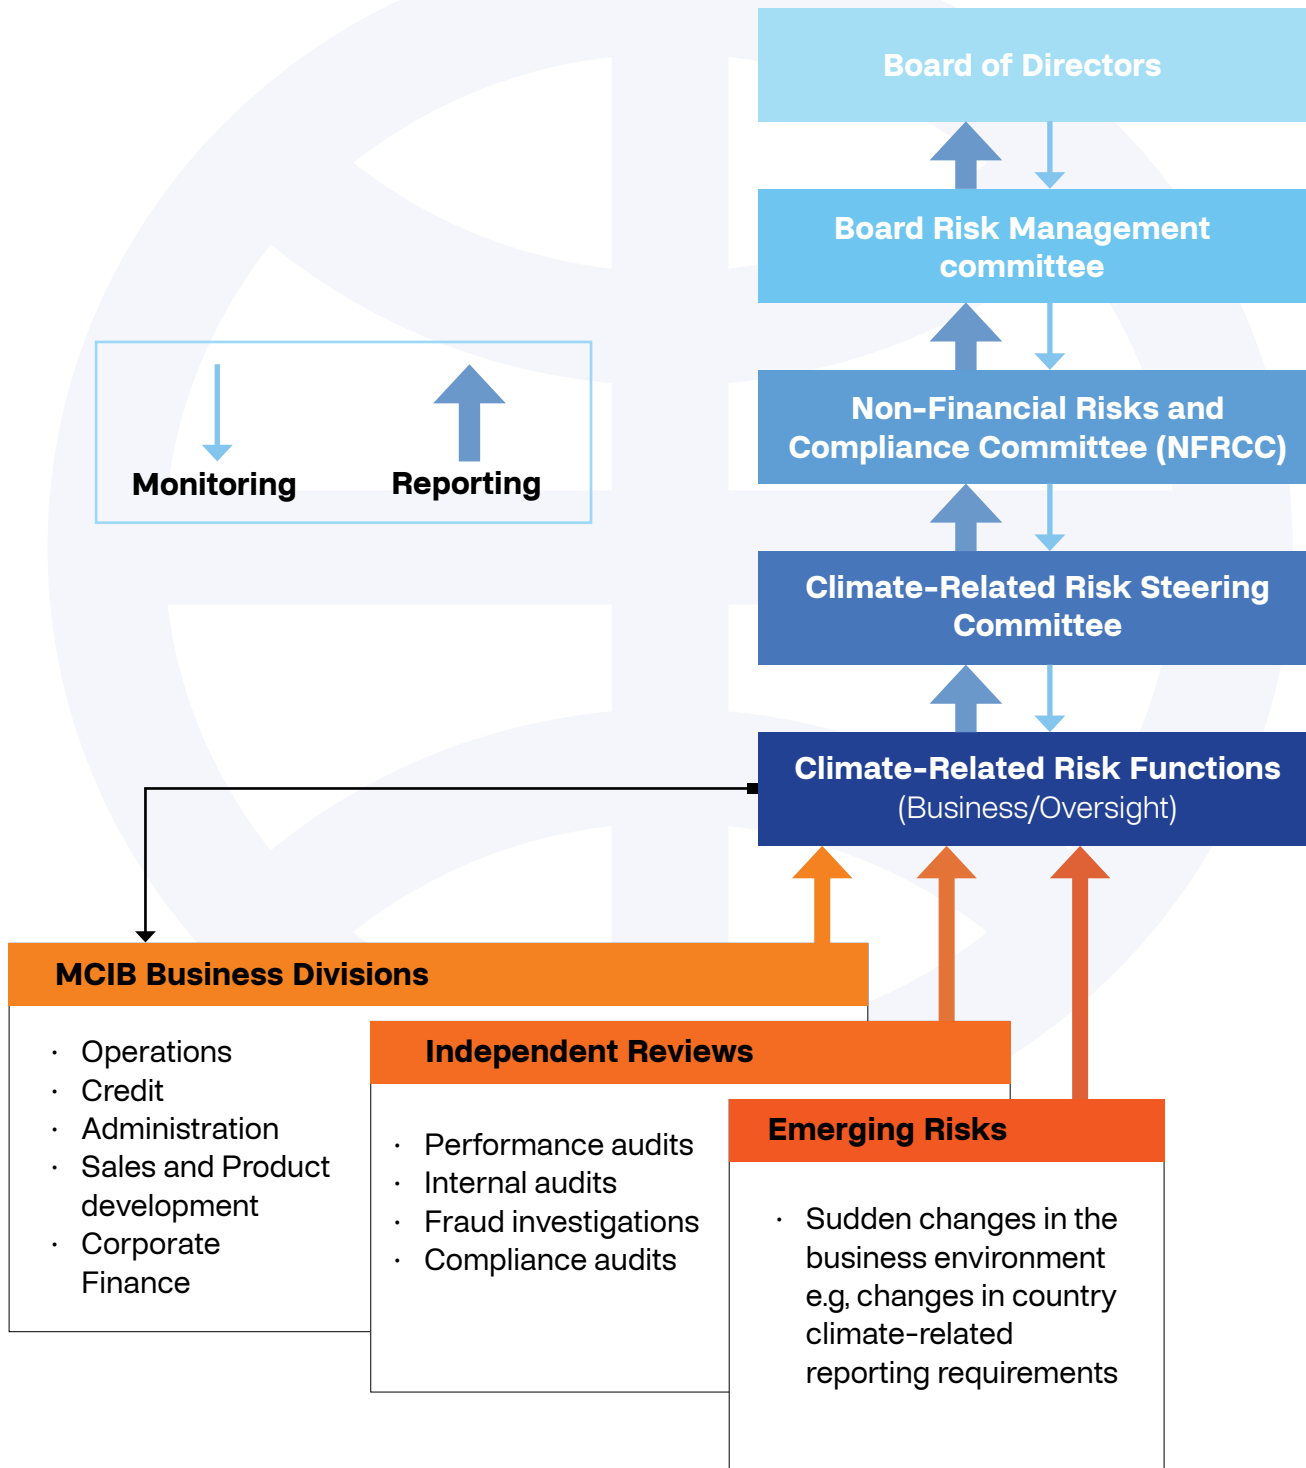 Board of Directors
Board Risk Management
committee
Non-Financial Risks and
Compliance Committee (NFRCC)
Monitoring
Reporting
Climate-Related Risk Steering
Committee
Climate-Related Risk Functions
(Business/Oversight)
MCIB Business Divisions
· Operations
· Credit
· Administration
· Sales and Product
development
· Corporate
Finance
Independent Reviews
· Performance audits
· Internal audits
· Fraud investigations
· Compliance audits
Emerging Risks
· Sudden changes in the
business environment
e.g, changes in country
climate-related
reporting requirements